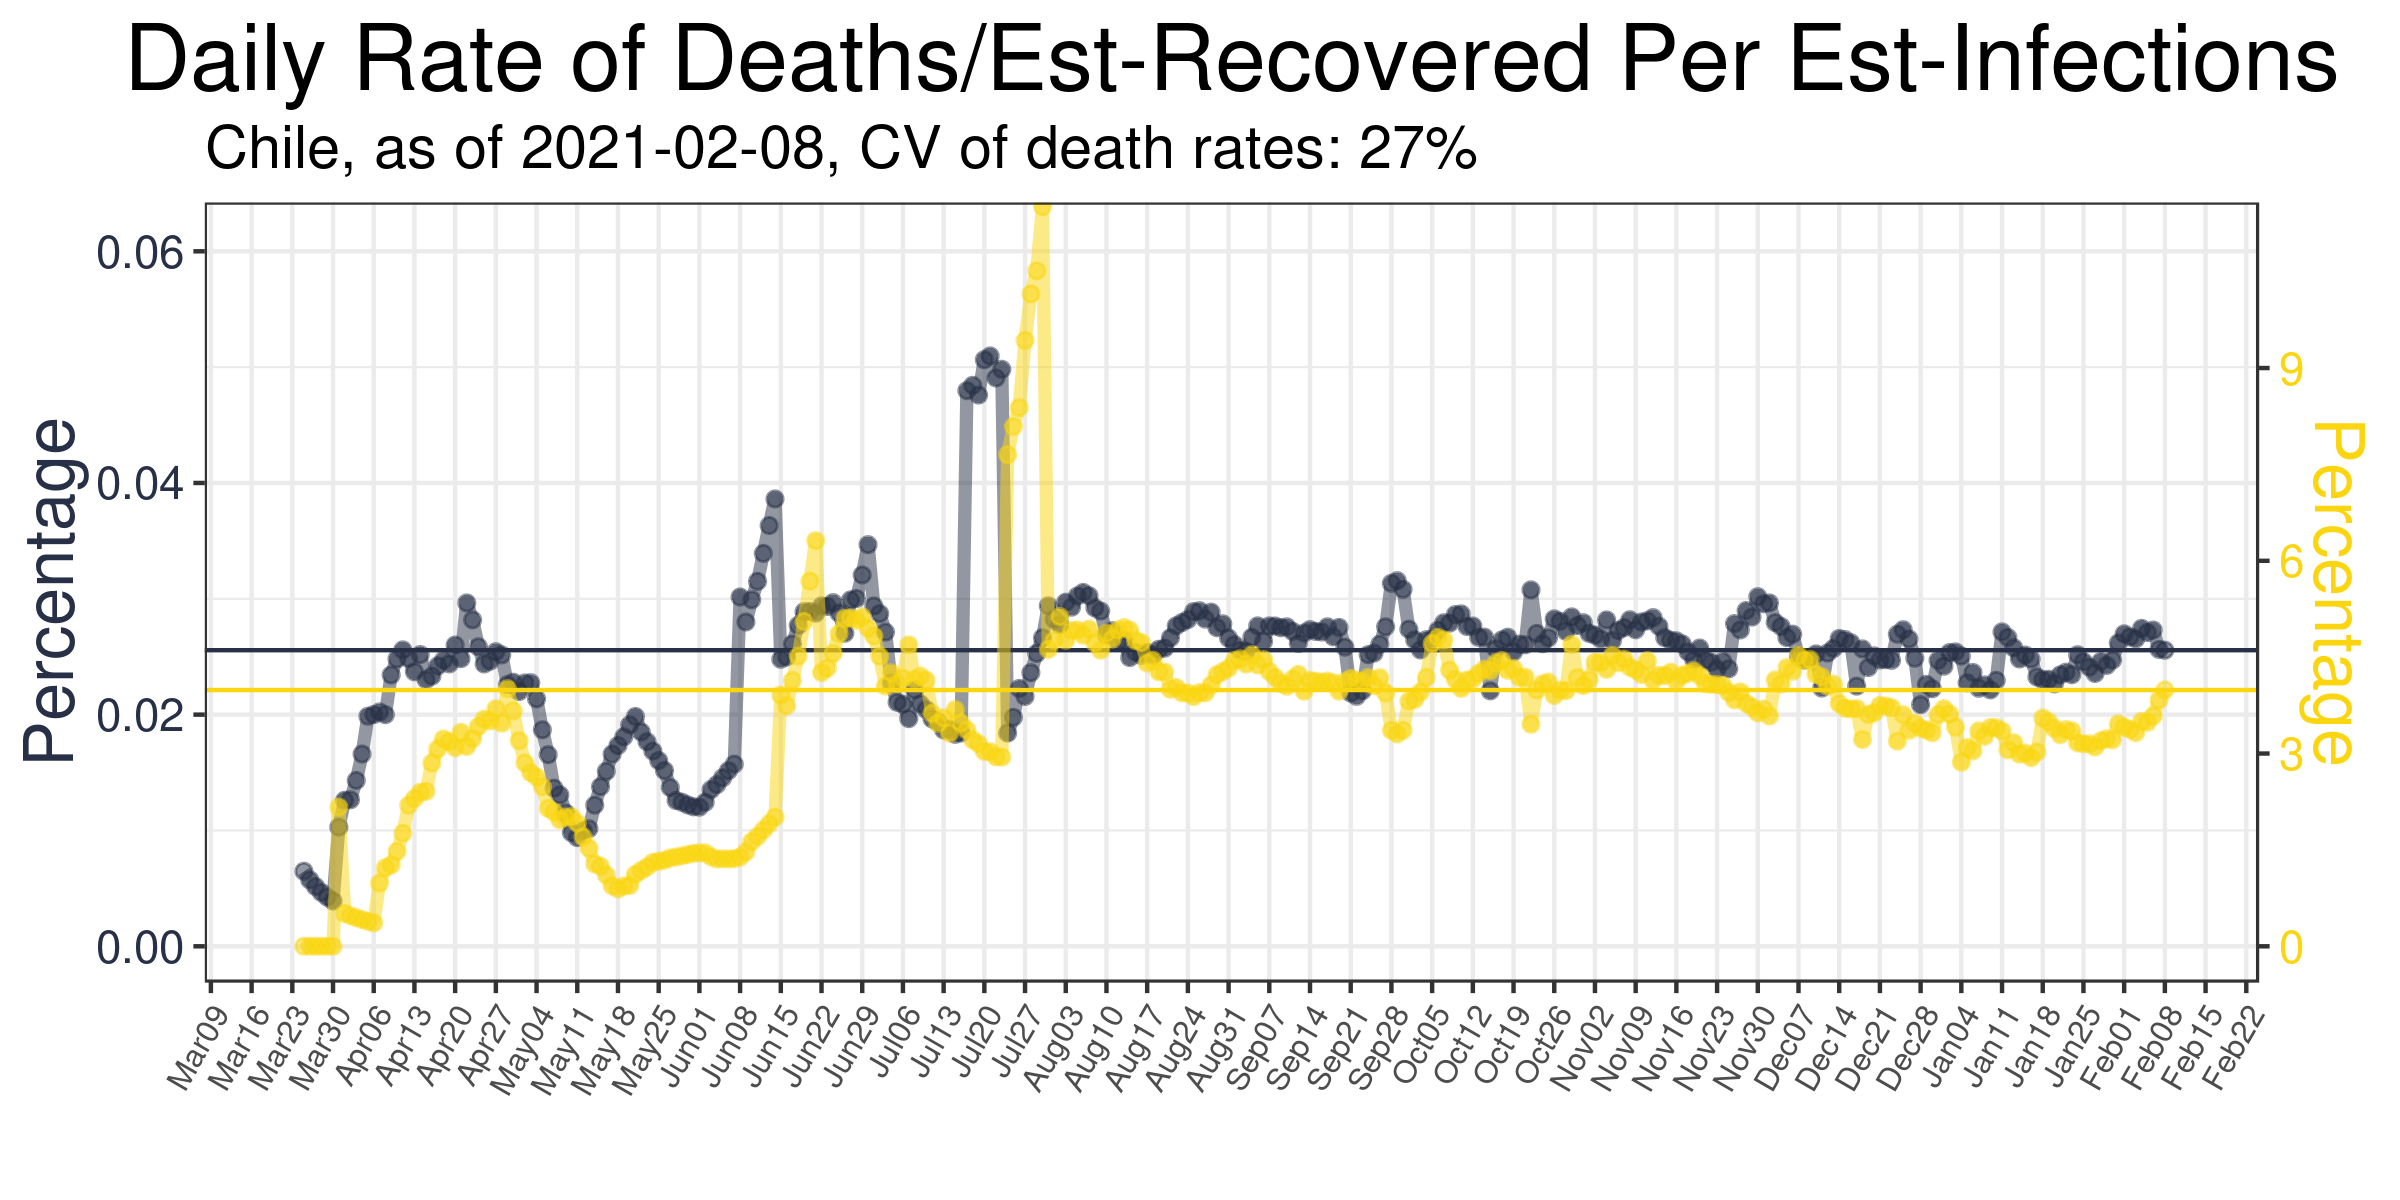 Daily Rate of Deaths/Est-Recovered Per Est-Infections
Chile, as of 2021-02-08, CV of death rates: 27%
Percentage
0.06
0.04
0.02
0.00
9
6
3
0
Percentage
Mar09
Mar16
Mar23
Mar30
Apr06
Apr13
Apr20
Apr27
May04
May11
May18
May25
Jun01
Jun08
Jun15
Jun22
Jun29
Jul06
Jul13
Jul20
Jul27
Aug03
Aug10
Aug17
Aug24
Aug31
Sep07
Sep14
Sep21
Sep28
Oct05
Oct12
Oct19
Oct26
Nov02
Nov09
Nov16
Nov23
Nov30
Dec07
Dec14
Dec21
Dec28
Jan04
Jan11
Jan18
Jan25
Feb01
Feb08
Feb15
Feb22